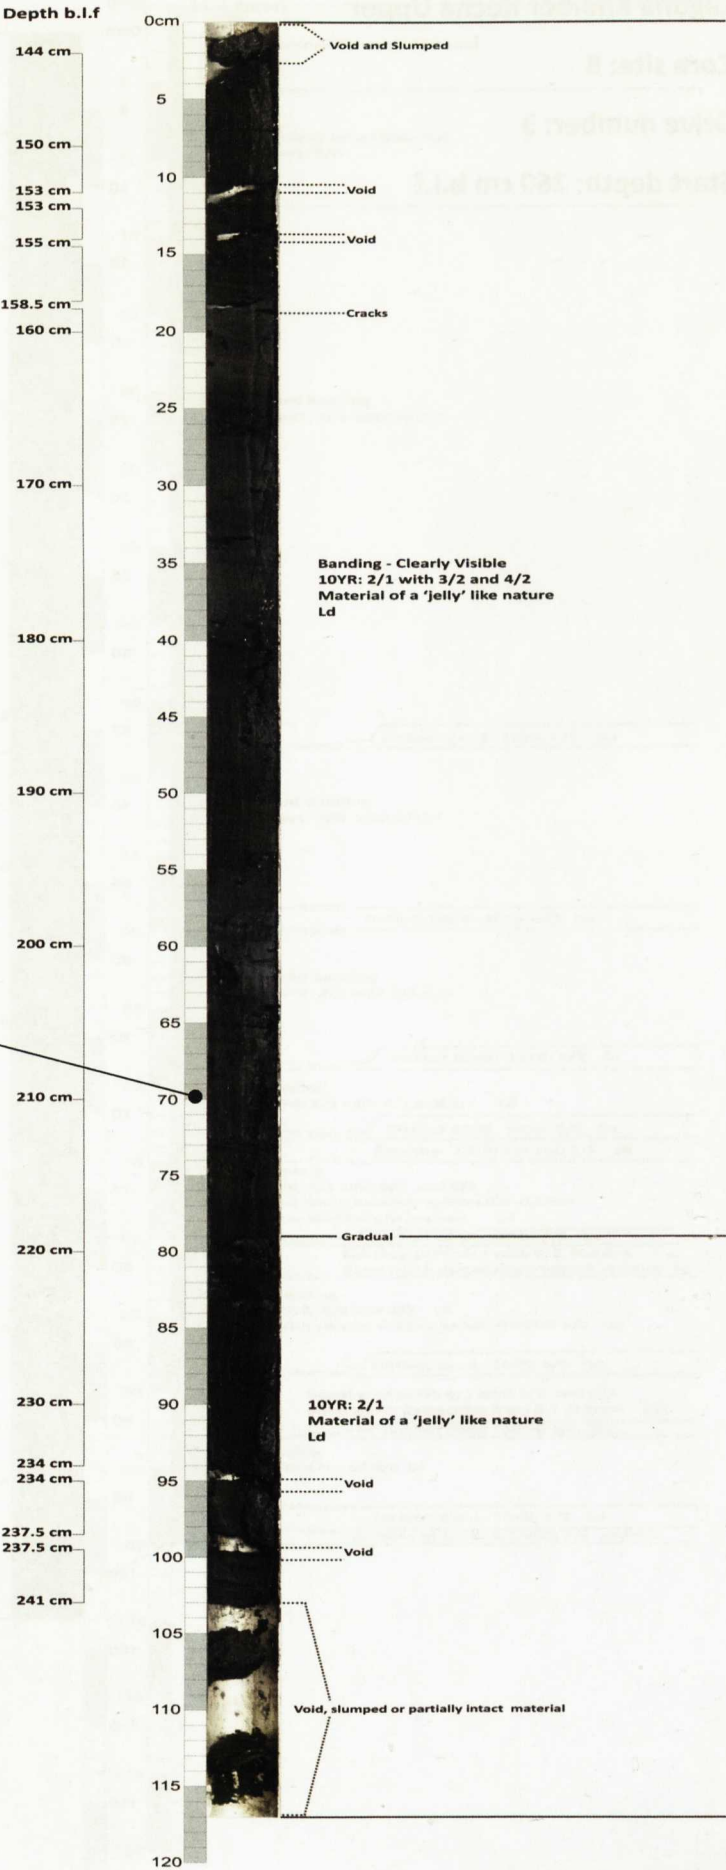 Depth b.l.f
144 cm
150 cm
153 cm
153 cm
155 cm
158.5 cm
160 cm
170 cm
180 cm
190 cm
200 cm
210 cm
220 cm
230 cm
234 cm
234 cm
237.5 cm
237.5 cm
241 cm
0cm
5
10
15
20
25
30
35
40
45
50
55
60
65
70
75
80
85
90
95
100
105
110
115
120
Void and Slumped
Void
Void
Cracks
Banding - Clearly Visible
10YR: 2/1 with 3/2 and 4/2
Material of a ‘jelly’ like nature
Ld
Gradual
10YR: 2/1
Material of a ‘jelly’ like nature
Ld
Void
Void
Void, slumped or partially intact material